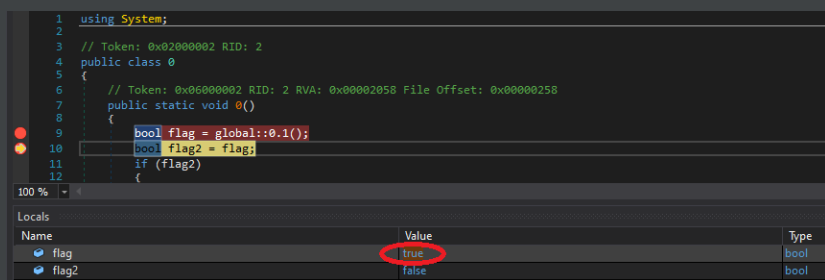 1 using System;
2
3 // Token: 0x02000002 RID: 2
4 public class 0
5 {
6 // Token: 0x06000002 RID: 2 RVA: 0x00002058 File Offset: 0x00000258
7 public static void 0()
8 {
9 bool flag = global::0.1();
10 bool flag2 = flag;
11 if (flag2)
12 {
100 %
Locals
Name Value Type
flag true bool
flag2 false bool